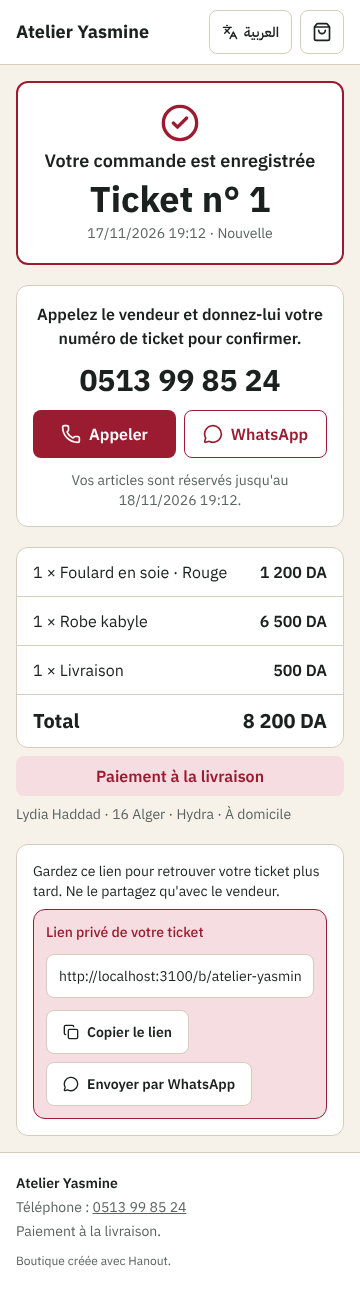 Atelier Yasmine
العربية
Votre commande est enregistrée
Ticket n° 1
17/11/2026 19:12 · Nouvelle
Appelez le vendeur et donnez-lui votre
numéro de ticket pour confirmer.
0513 99 85 24
Appeler
WhatsApp
Vos articles sont réservés jusqu'au
18/11/2026 19:12.
1 × Foulard en soie · Rouge 1 200 DA
1 × Robe kabyle 6 500 DA
1 × Livraison 500 DA
Total 8 200 DA
Paiement à la livraison
Lydia Haddad · 16 Alger · Hydra · À domicile
Gardez ce lien pour retrouver votre ticket plus
tard. Ne le partagez qu'avec le vendeur.
Lien privé de votre ticket
http://localhost:3100/b/atelier-yasmin
Copier le lien
Envoyer par WhatsApp
Atelier Yasmine
Téléphone : 0513 99 85 24
Paiement à la livraison.
Boutique créée avec Hanout.